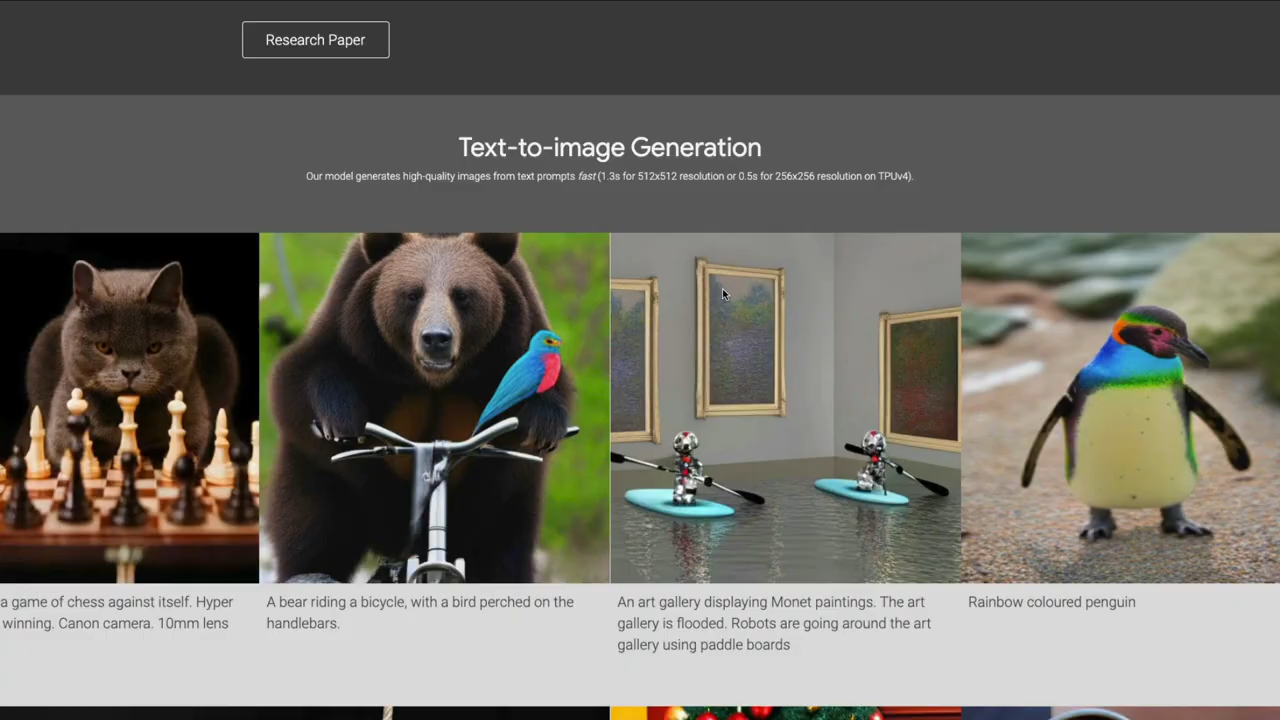 Research Paper
Text-to-image Generation
Our model generates high-quality images from text prompts fast (1.3s for 512x512 resolution or 0.5s for 256x256 resolution on TPUv4).
a game of chess against itself. Hyper
winning. Canon camera. 10mm lens
A bear riding a bicycle, with a bird perched on the
handlebars.
An art gallery displaying Monet paintings. The art
gallery is flooded. Robots are going around the art
gallery using paddle boards
Rainbow coloured penguin